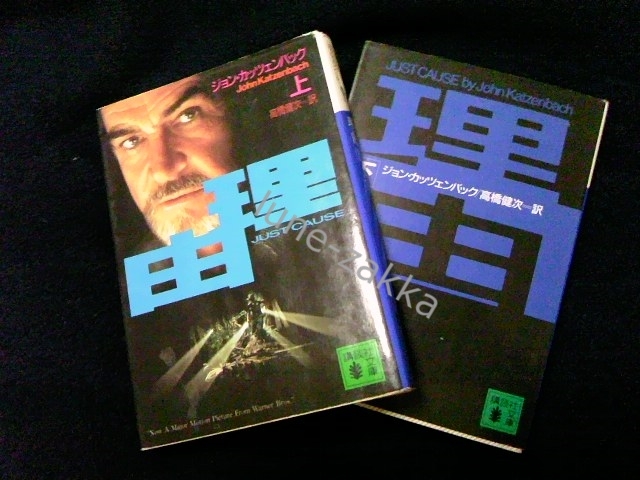 ジョン・カッツェンバック
John Katzenbach
上
高橋健次=訳
理由
JUST CAUSE
"Now A Major Motion Picture From Warner Bros."
講談社文庫
JUST CAUSE by John Katzenbach
理由
下
ジョン・カッツェンバック/高橋健次=訳
講談社文庫
June-zakka